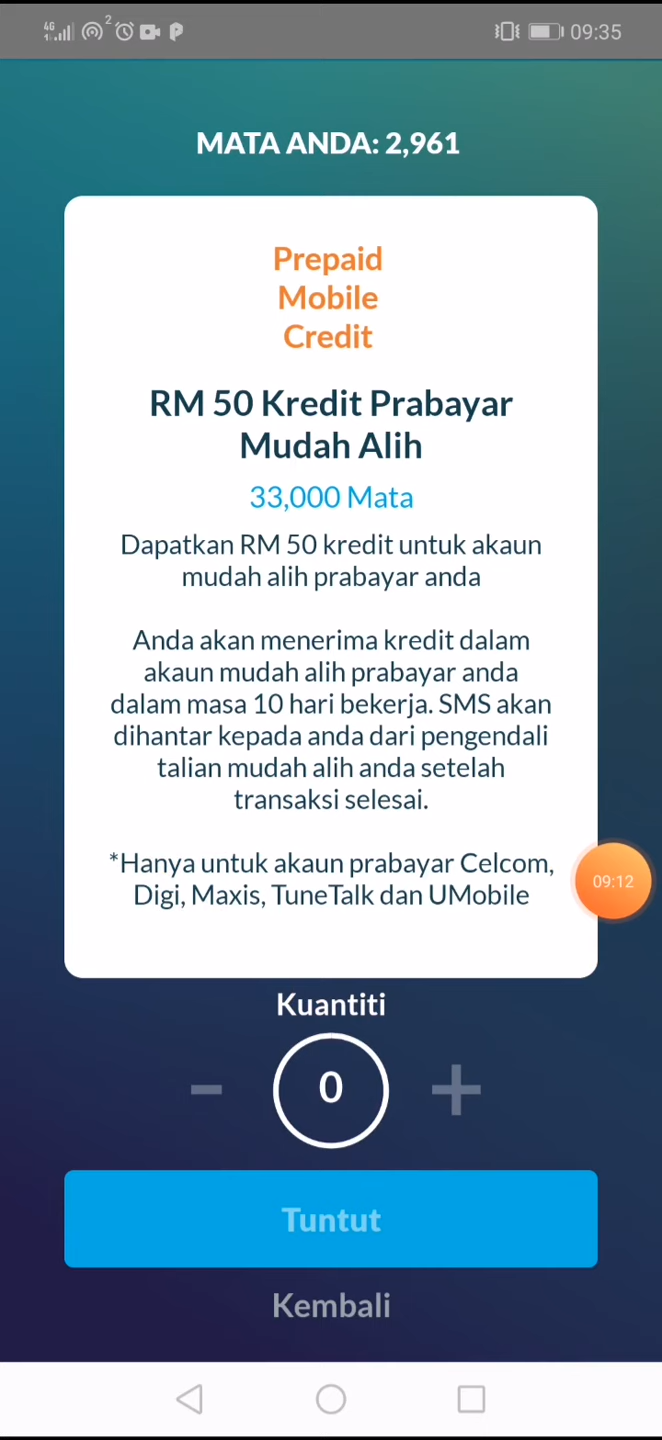 4G
1
2
09:35
MATA ANDA: 2,961
Prepaid
Mobile
Credit
RM 50 Kredit Prabayar
Mudah Alih
33,000 Mata
Dapatkan RM 50 kredit untuk akaun
mudah alih prabayar anda
Anda akan menerima kredit dalam
akaun mudah alih prabayar anda
dalam masa 10 hari bekerja. SMS akan
dihantar kepada anda dari pengendali
talian mudah alih anda setelah
transaksi selesai.
*Hanya untuk akaun prabayar Celcom,
Digi, Maxis, TuneTalk dan UMobile
09:12
Kuantiti
- 0 +
Tuntut
Kembali